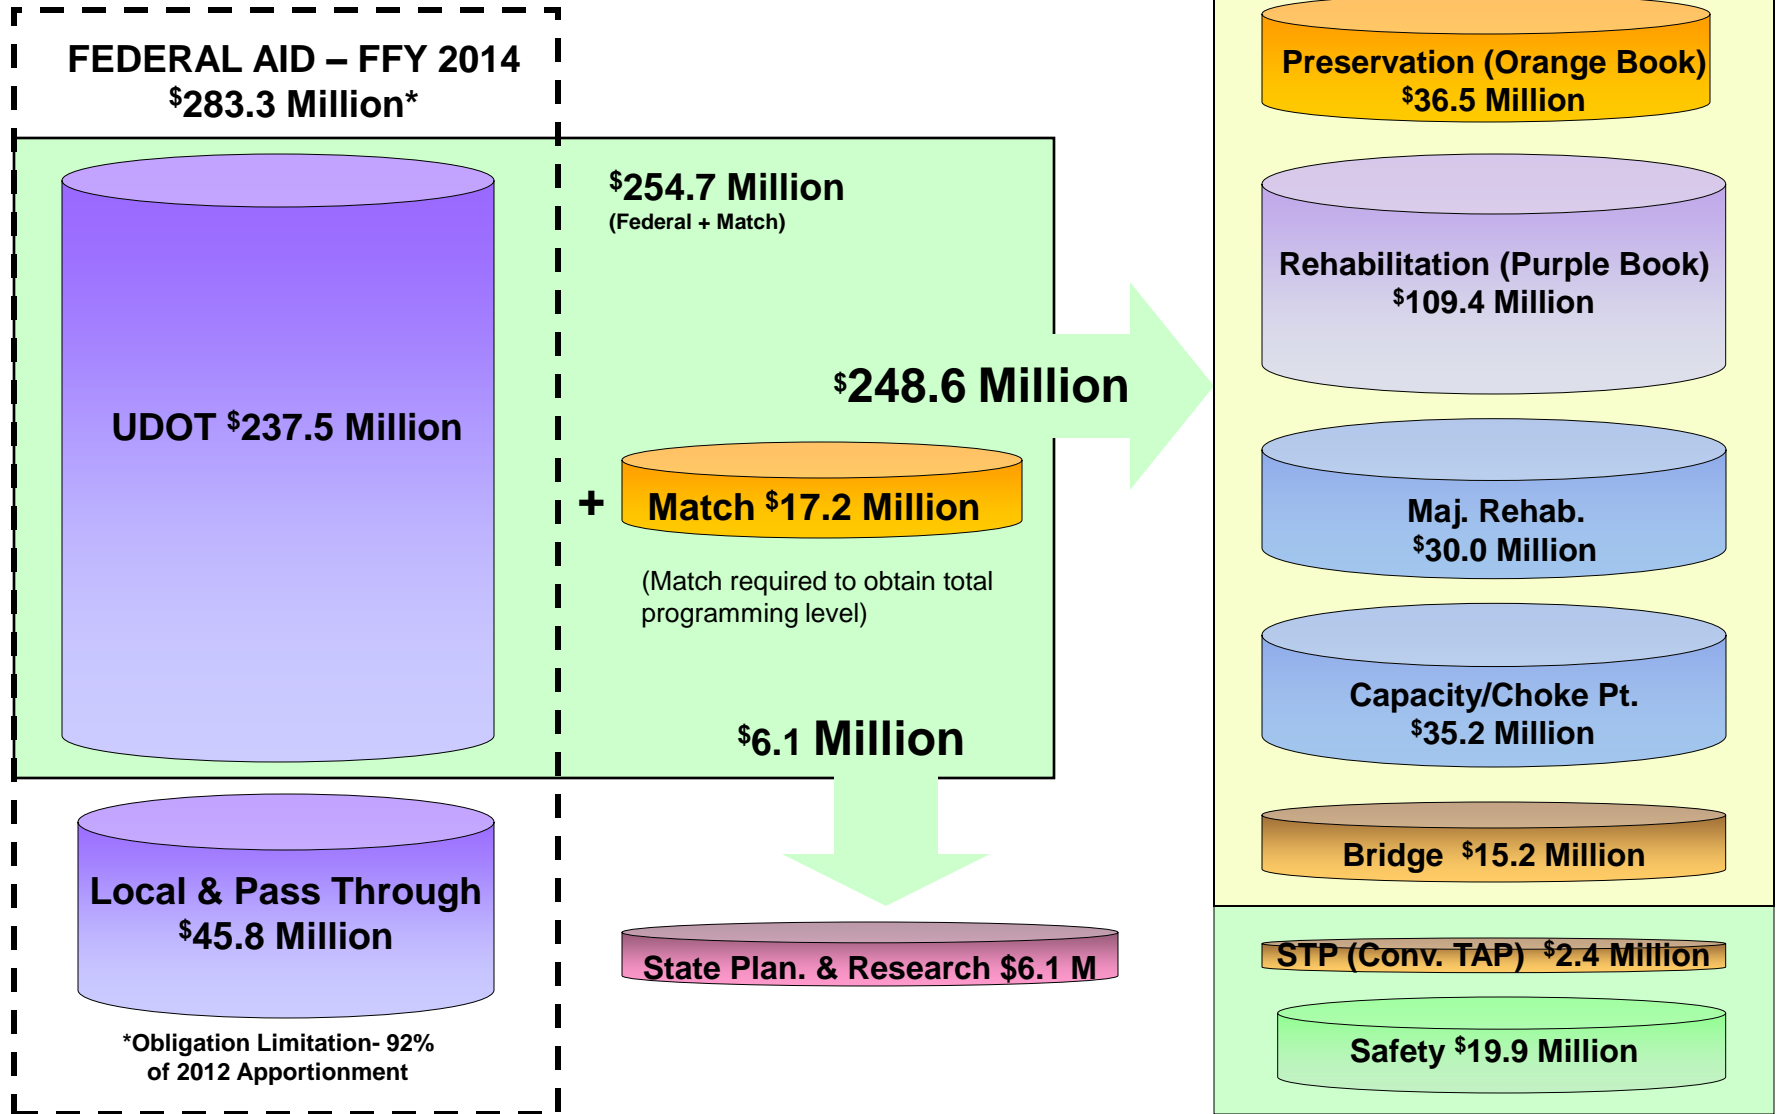 FEDERAL AID – FFY 2014
$283.3 Million*
UDOT $237.5 Million
Local & Pass Through
$45.8 Million
*Obligation Limitation- 92%
of 2012 Apportionment
$254.7 Million
(Federal + Match)
$248.6 Million
+
Match $17.2 Million
(Match required to obtain total
programming level)
$6.1 Million
State Plan. & Research $6.1 M
Preservation (Orange Book)
$36.5 Million
Rehabilitation (Purple Book)
$109.4 Million
Maj. Rehab.
$30.0 Million
Capacity/Choke Pt.
$35.2 Million
Bridge $15.2 Million
STP (Conv. TAP) $2.4 Million
Safety $19.9 Million